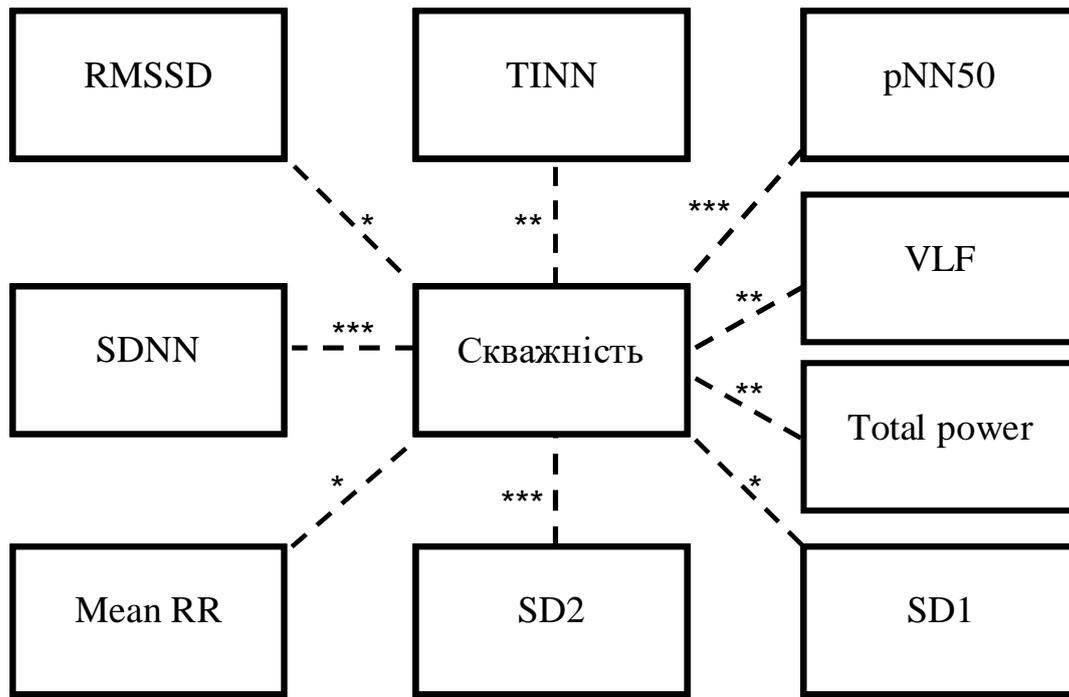 RMSSD
TINN
pNN50
*
**
***
VLF
**
SDNN
***
Скважність
**
Total power
*
***
*
Mean RR
SD2
SD1